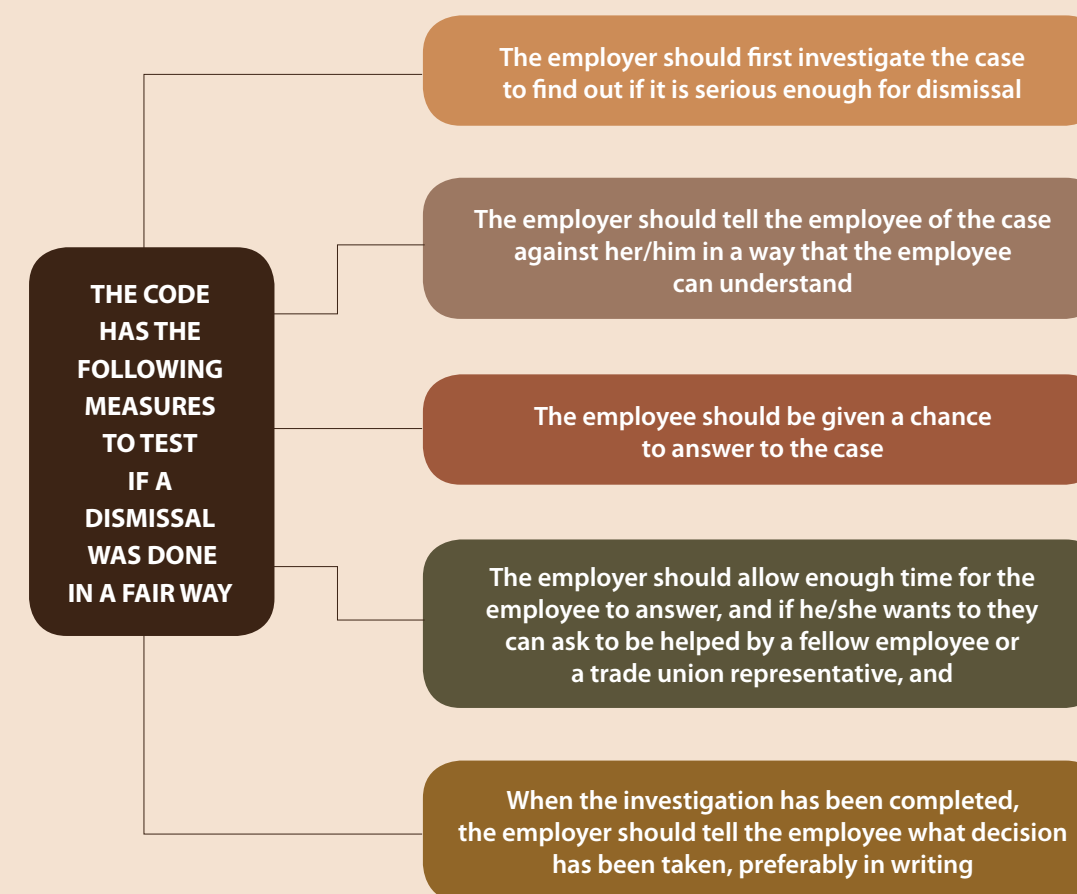 THE CODE
HAS THE
FOLLOWING
MEASURES
TO TEST
IF A
DISMISSAL
WAS DONE
IN A FAIR WAY
The employer should first investigate the case
to find out if it is serious enough for dismissal
The employer should tell the employee of the case
against her/him in a way that the employee
can understand
The employee should be given a chance
to answer to the case
The employer should allow enough time for the
employee to answer, and if he/she wants to they
can ask to be helped by a fellow employee or
a trade union representative, and
When the investigation has been completed,
the employer should tell the employee what decision
has been taken, preferably in writing